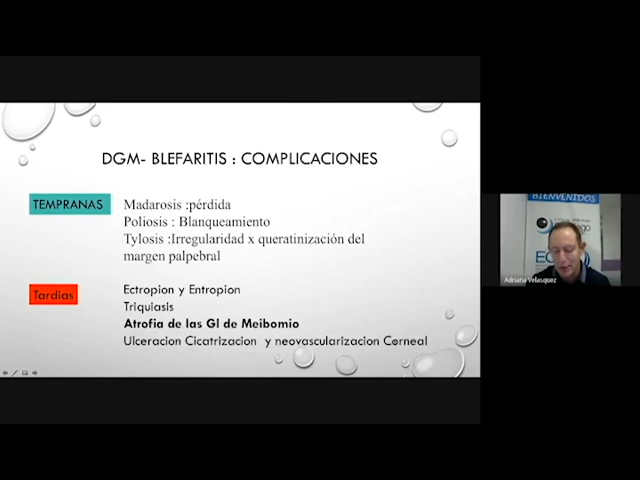 DGM- BLEFARITIS : COMPLICACIONES
TEMPRANAS
Madarosis :pérdida
Poliosis : Blanqueamiento
Tylosis :Irregularidad x queratinización del
margen palpebral
Tardias
Ectropion y Entropion
Triquiasis
Atrofia de las Gl de Meibomio
Ulceracion Cicatrizacion y neovascularizacion Corneal
BIENVENIDOS
Adriana Velasquez